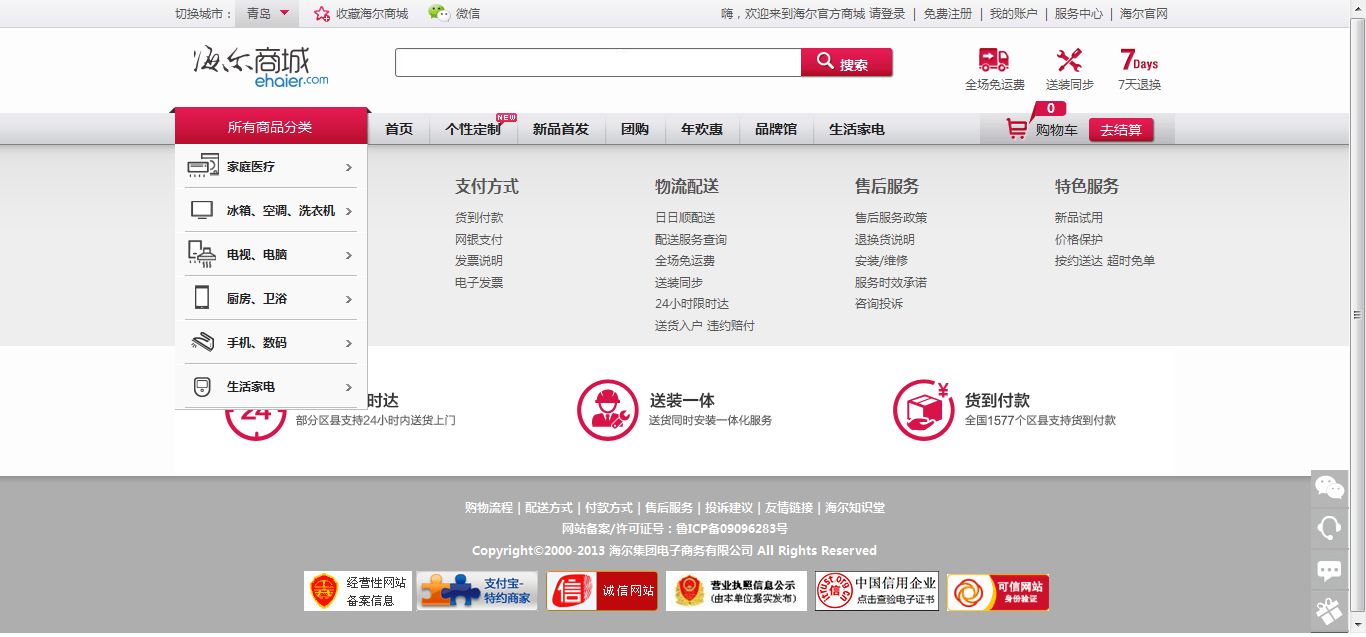 切换城市： 青岛 收藏海尔商城 微信 嗨，欢迎来到海尔官方商城 请登录 | 免费注册 | 我的账户 | 服务中心 | 海尔官网
海尔商城
ehaier.com
搜索
全场免运费 送装同步 7Days 7天退换
所有商品分类 首页 个性定制 NEW 新品首发 团购 年欢惠 品牌馆 生活家电 0 购物车 去结算
家庭医疗
冰箱、空调、洗衣机
电视、电脑
厨房、卫浴
手机、数码
生活家电
支付方式
货到付款
网银支付
发票说明
电子发票
物流配送
日日顺配送
配送服务查询
全场免运费
送装同步
24小时限时达
送货入户 违约赔付
售后服务
售后服务政策
退换货说明
安装/维修
服务时效承诺
咨询投诉
特色服务
新品试用
价格保护
按约送达 超时免单
24
时达
部分区县支持24小时内送货上门
送装一体
送货同时安装一体化服务
¥
货到付款
全国1577个区县支持货到付款
购物流程 | 配送方式 | 付款方式 | 售后服务 | 投诉建议 | 友情链接 | 海尔知识堂
网站备案/许可证号：鲁ICP备09096283号
Copyright©2000-2013 海尔集团电子商务有限公司 All Rights Reserved
经营性网站
备案信息
支付宝-
特约商家
信 诚信网站
营业执照信息公示
(由本单位据实发布)
信
中国信用企业
点击查验电子证书
可信网站
身份验证